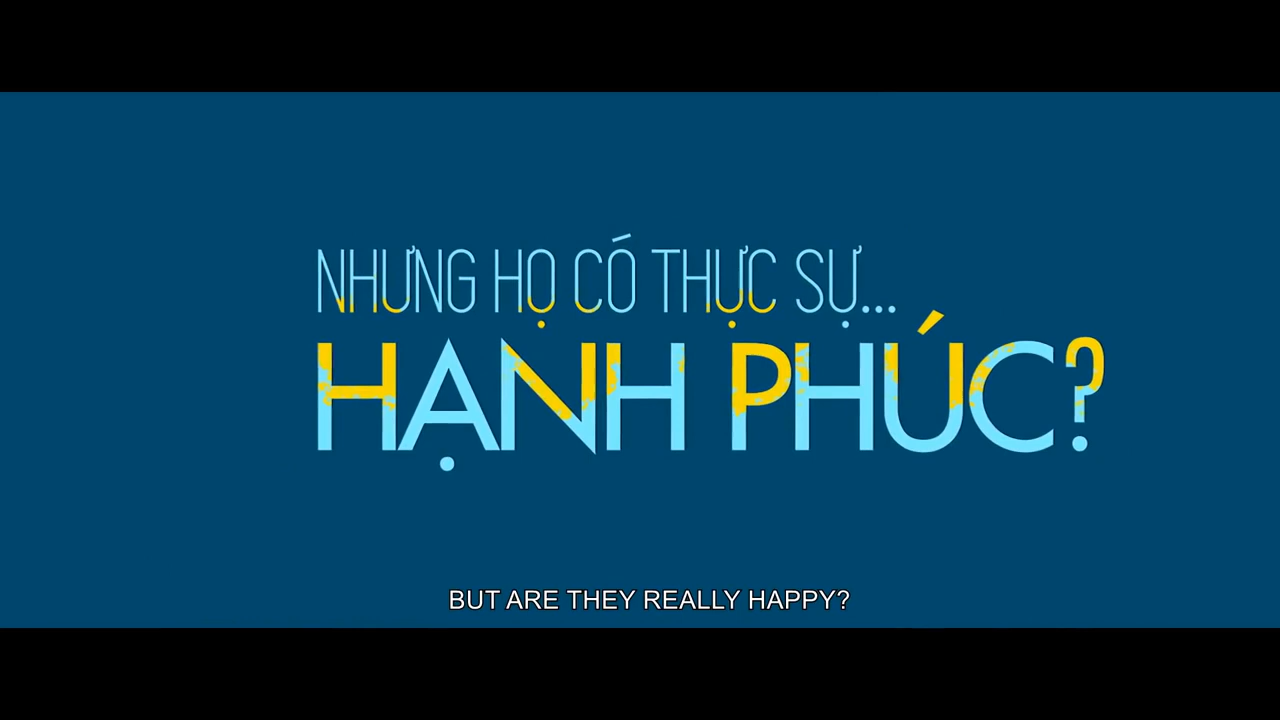 NHƯNG HỌ CÓ THỰC SỰ...
HẠNH PHÚC?
BUT ARE THEY REALLY HAPPY?